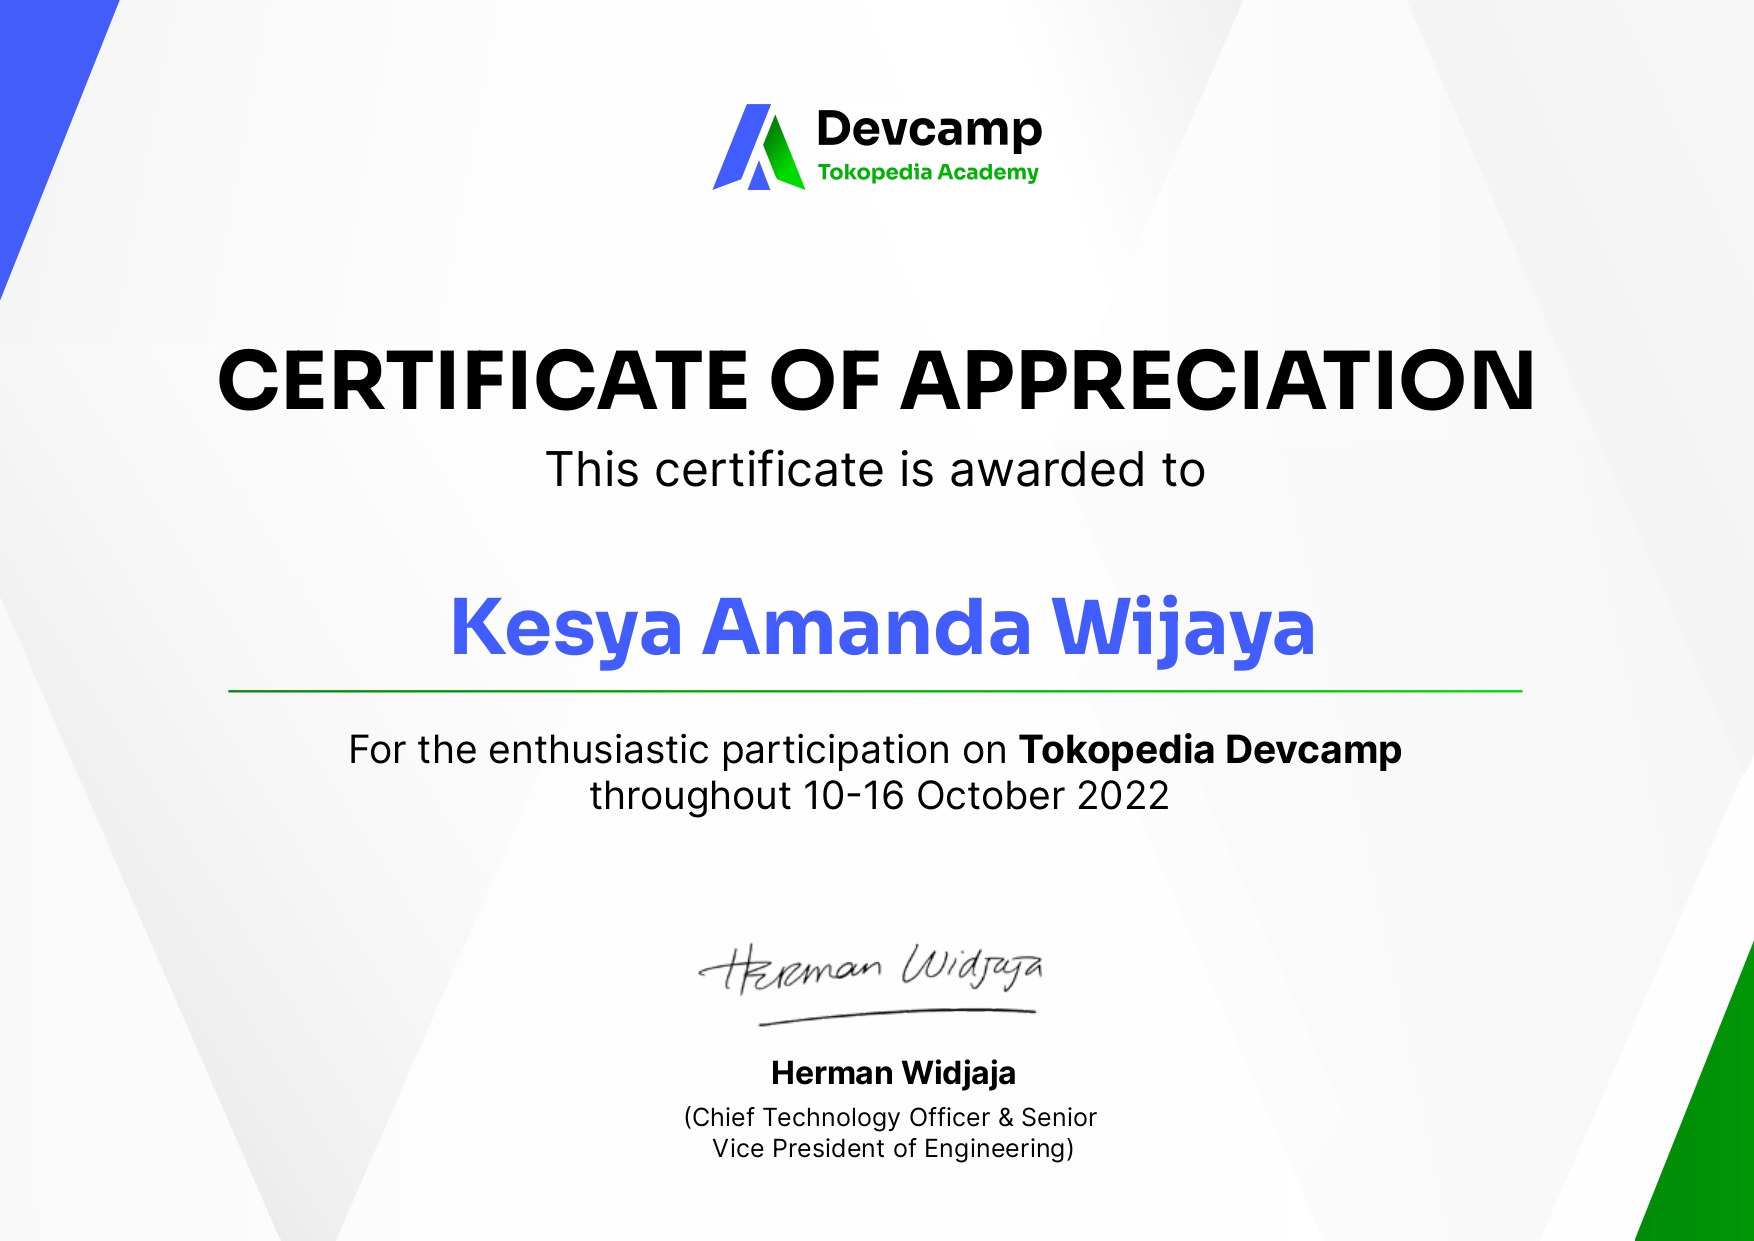 Devcamp
Tokopedia Academy
CERTIFICATE OF APPRECIATION
This certificate is awarded to
Kesya Amanda Wijaya
For the enthusiastic participation on Tokopedia Devcamp
throughout 10-16 October 2022
Herman Widjaja
Herman Widjaja
(Chief Technology Officer & Senior
Vice President of Engineering)